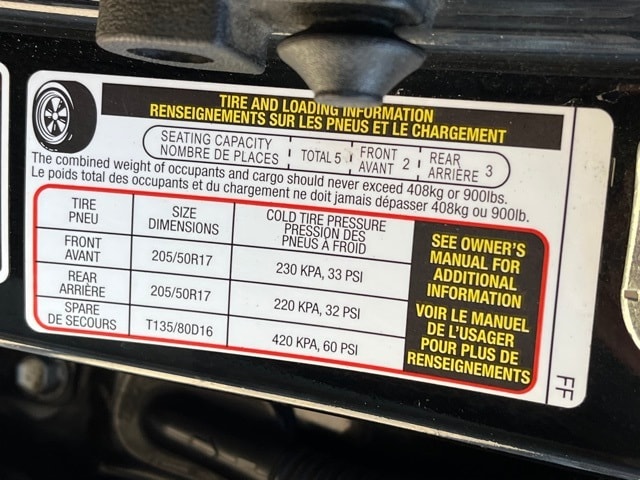 TIRE AND LOADING INFORMATION
RENSEIGNEMENTS SUR LES PNEUS ET LE CHARGEMENT
SEATING CAPACITY
NOMBRE DE PLACES
TOTAL 5
FRONT
AVANT 2
REAR
ARRIÈRE 3
The combined weight of occupants and cargo should never exceed 408kg or 900lbs.
Le poids total des occupants et du chargement ne doit jamais dépasser 408kg ou 900lb.
TIRE
PNEU
SIZE
DIMENSIONS
COLD TIRE PRESSURE
PRESSION DES
PNEUS À FROID
FRONT
AVANT
205/50R17
230 KPA, 33 PSI
REAR
ARRIÈRE
205/50R17
220 KPA, 32 PSI
SPARE
DE SECOURS
T135/80D16
420 KPA, 60 PSI
SEE OWNER'S
MANUAL FOR
ADDITIONAL
INFORMATION
VOIR LE MANUEL
DE L'USAGER
POUR PLUS DE
RENSEIGNEMENTS
FF